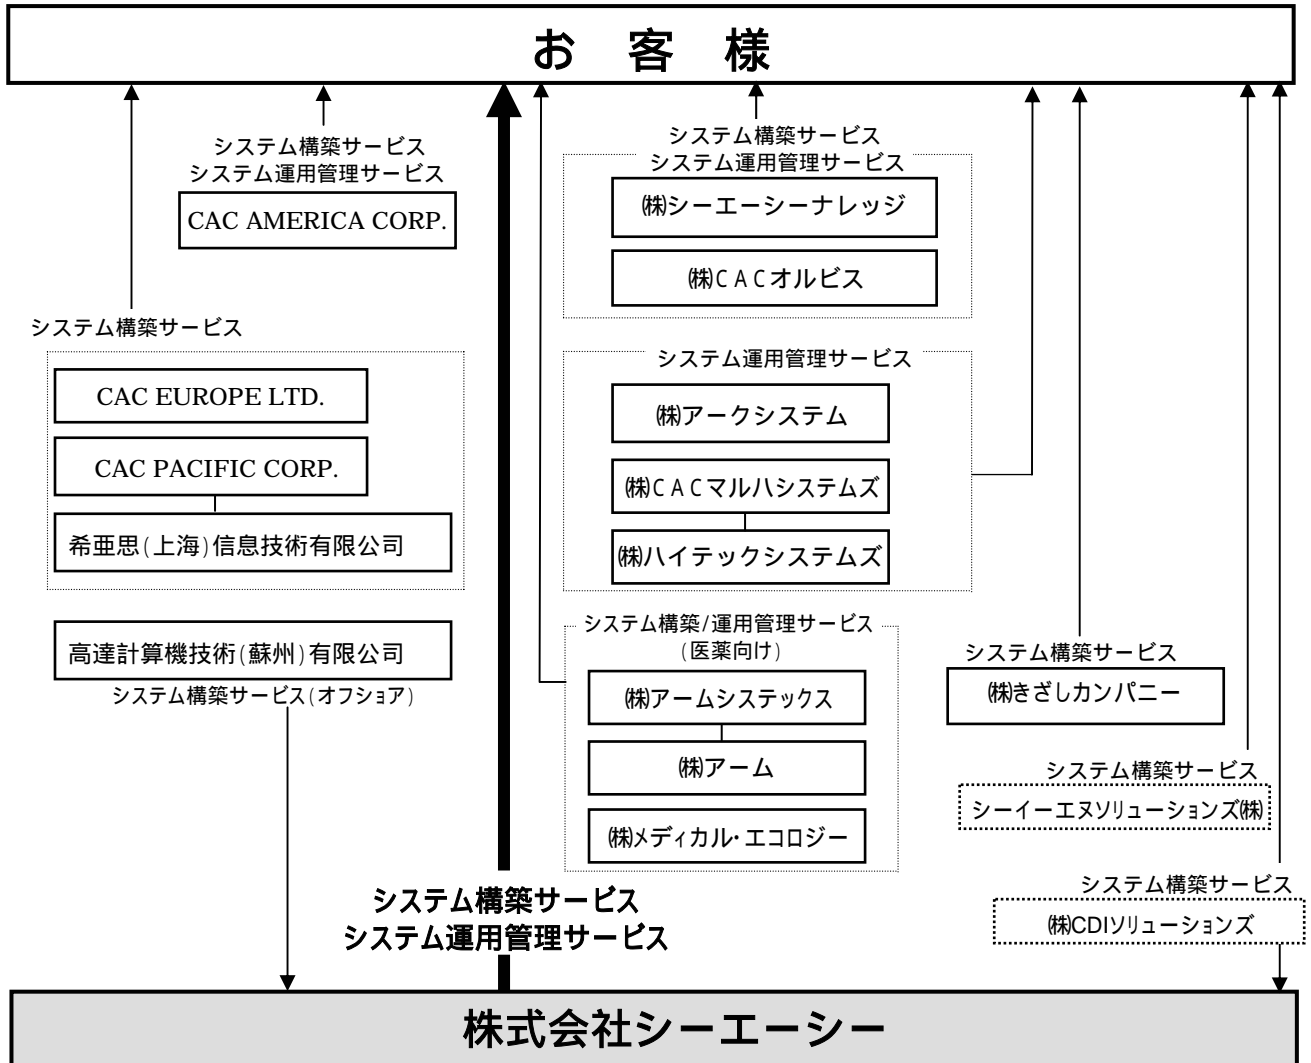 お 客 様
システム構築サービス
システム運用管理サービス
CAC AMERICA CORP.
システム構築サービス
CAC EUROPE LTD.
CAC PACIFIC CORP.
希亜思(上海)信息技術有限公司
高達計算機技術(蘇州)有限公司
システム構築サービス(オフショア)
システム構築サービス
システム運用管理サービス
㈱シーエーシーナレッジ
㈱CACオルビス
システム運用管理サービス
㈱アークシステム
㈱CACマルハシステムズ
㈱ハイテックシステムズ
システム構築/運用管理サービス
(医薬向け)
㈱アームシステックス
㈱アーム
㈱メディカル・エコロジー
システム構築サービス
㈱きざしカンパニー
システム構築サービス
シーイーエヌソリューションズ㈱
システム構築サービス
㈱CDIソリューションズ
システム構築サービス
システム運用管理サービス
株式会社シーエーシー